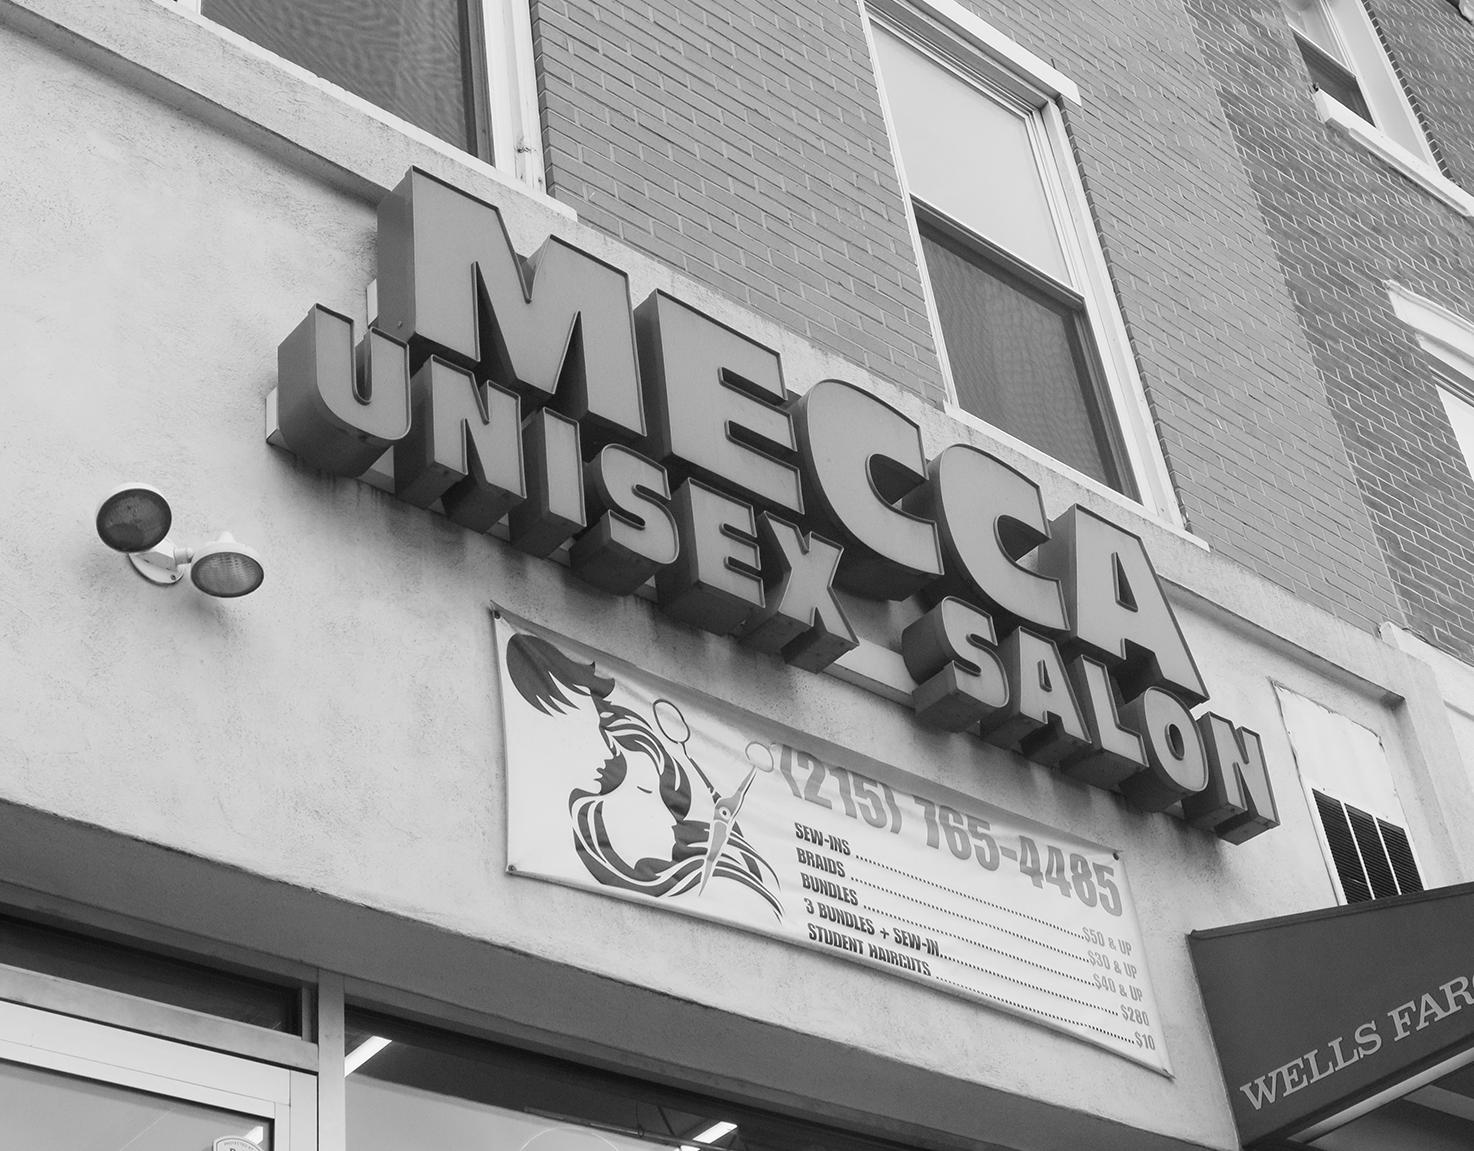 MECCA
UNISEX SALON
(215) 765-4485
SEW-INS ........................................$50 & UP
BRAIDS ........................................$30 & UP
BUNDLES ........................................$40 & UP
3 BUNDLES + SEW-IN........................................$280
STUDENT HAIRCUTS ........................................$10
WELLS